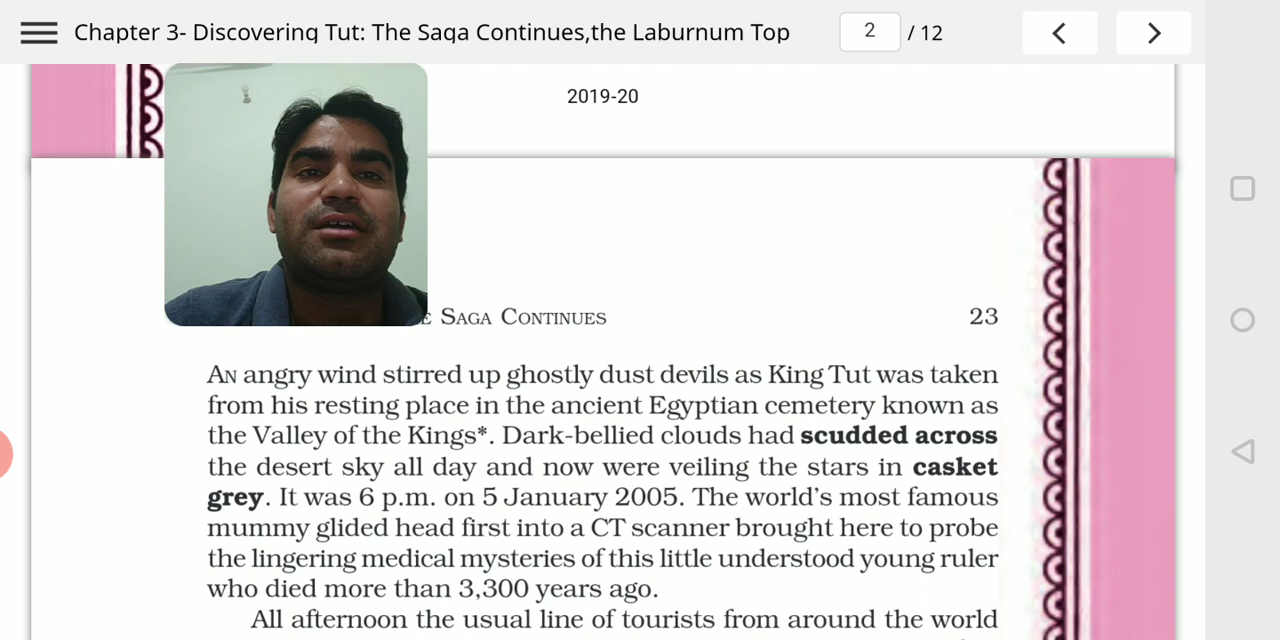 Chapter 3- Discovering Tut: The Saga Continues,the Laburnum Top
2 / 12
2019-20
Saga Continues 23
An angry wind stirred up ghostly dust devils as King Tut was taken
from his resting place in the ancient Egyptian cemetery known as
the Valley of the Kings*. Dark-bellied clouds had scudded across
the desert sky all day and now were veiling the stars in casket
grey. It was 6 p.m. on 5 January 2005. The world's most famous
mummy glided head first into a CT scanner brought here to probe
the lingering medical mysteries of this little understood young ruler
who died more than 3,300 years ago.
All afternoon the usual line of tourists from around the world